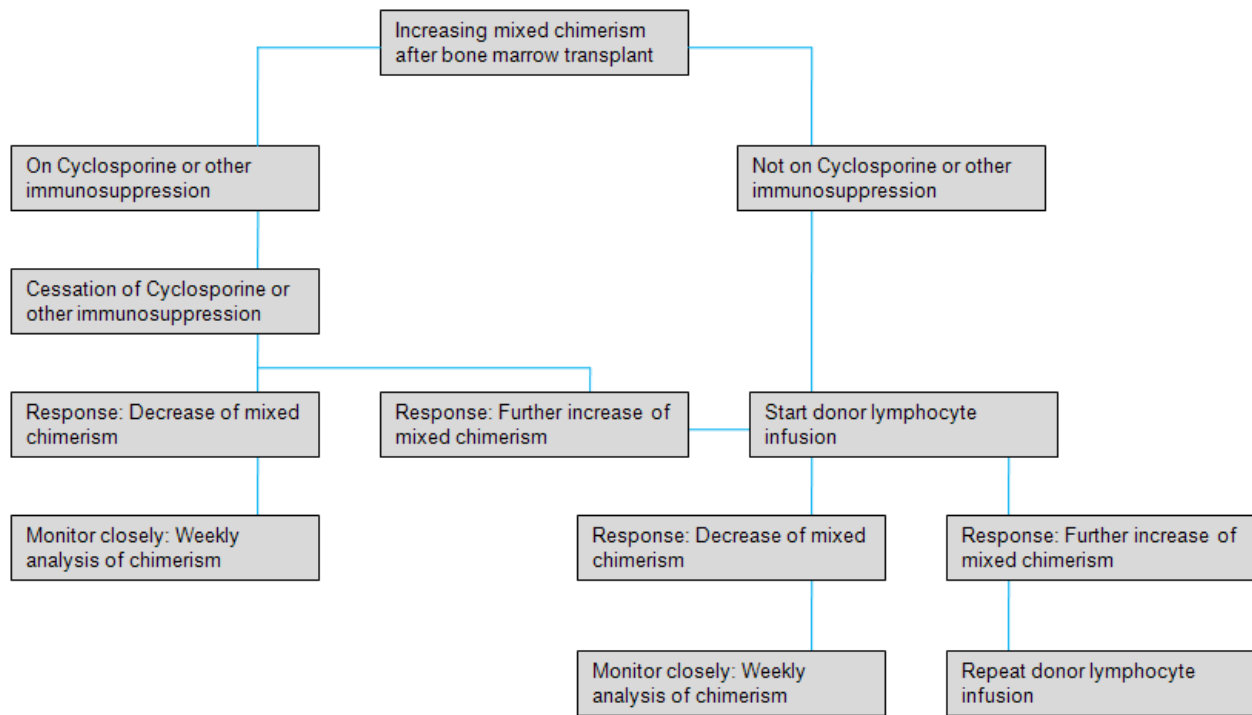 Increasing mixed chimerism
after bone marrow transplant
On Cyclosporine or other
immunosuppression
Not on Cyclosporine or other
immunosuppression
Cessation of Cyclosporine or
other immunosuppression
Response: Decrease of mixed
chimerism
Response: Further increase of
mixed chimerism
Start donor lymphocyte
infusion
Monitor closely: Weekly
analysis of chimerism
Response: Decrease of mixed
chimerism
Response: Further increase of
mixed chimerism
Monitor closely: Weekly
analysis of chimerism
Repeat donor lymphocyte
infusion